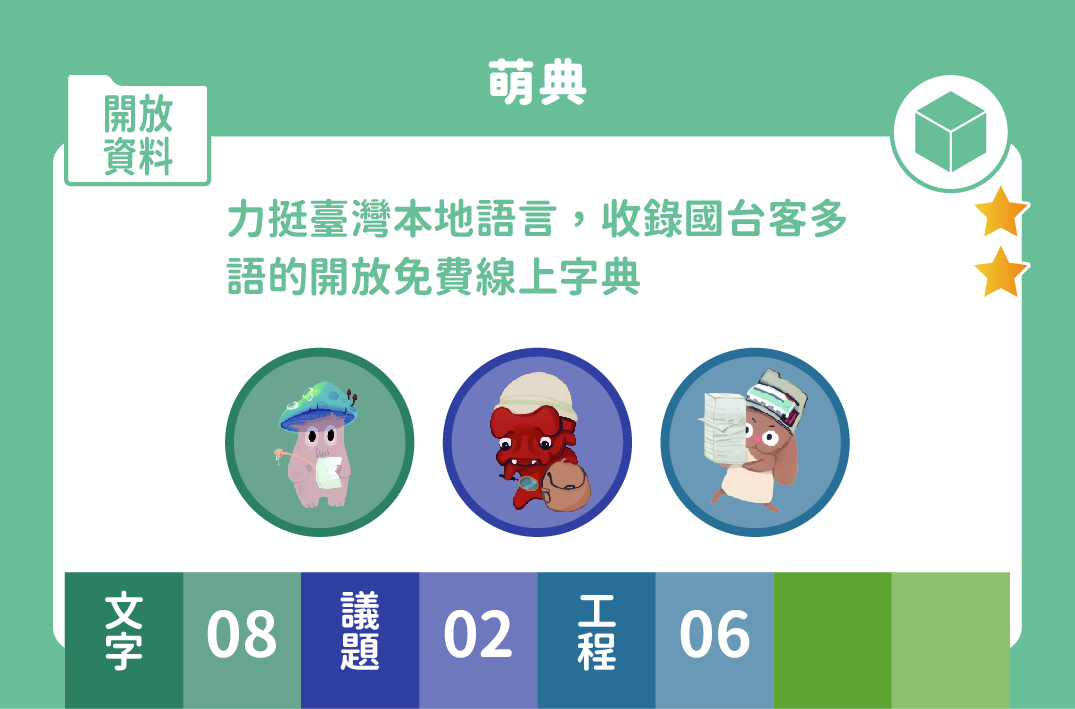 萌典
開放
資料
力挺臺灣本地語言，收錄國台客多
語的開放免費線上字典
文字
08
議題
02
工程
06